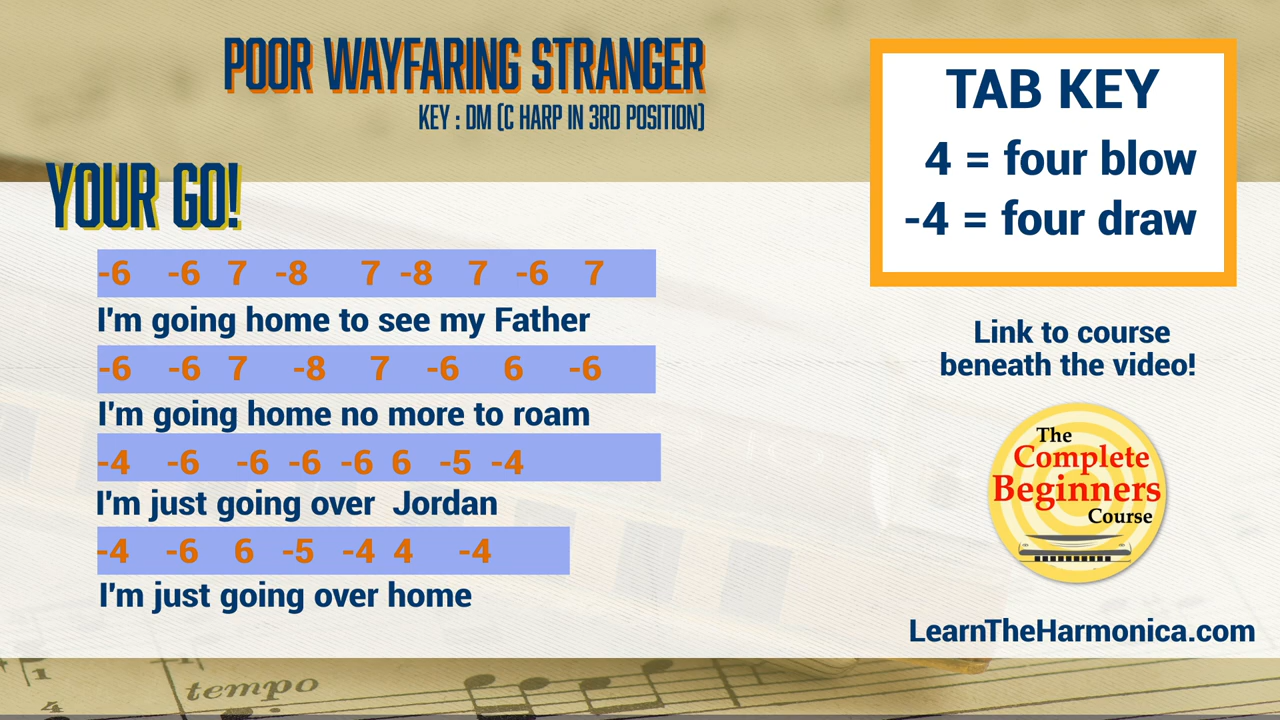 POOR WAYFARING STRANGER
KEY : DM (C HARP IN 3RD POSITION)
YOUR GO!
-6 -6 7 -8 7 -8 7 -6 7
I'm going home to see my Father
-6 -6 7 -8 7 -6 6 -6
I'm going home no more to roam
-4 -6 -6 -6 -6 6 -5 -4
I'm just going over Jordan
-4 -6 6 -5 -4 4 -4
I'm just going over home
TAB KEY
4 = four blow
-4 = four draw
Link to course
beneath the video!
The
Complete
Beginners
Course
LearnTheHarmonica.com
1
4
tempo
1